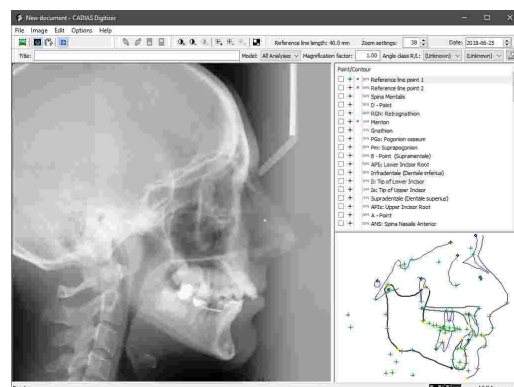 New document - CADIAS Digitizer
File Image Edit Options Help
Reference line length: 40.0 mm Zoom settings: 38 Date: 2018-06-25
Title: Model: All Analyses Magnification factor: 1.00 Angle class R/L: (Unknown) (Unknown)
Point/Contour
Reference line point 1
Reference line point 2
Spina Mentalis
D - Point
RGN: Retrognathion
Menton
Gnathion
PGo: Pogonion osseum
Pm: Suprapogonion
B - Point (Supramentale)
APIi: Lower Incisor Root
Infradentale (Dentale inferius)
Ii: Tip of Lower Incisor
Is: Tip of Upper Incisor
Supradentale (Dentale superius)
APIs: Upper Incisor Root
A - Point
ANS: Spina Nasalis Anterior